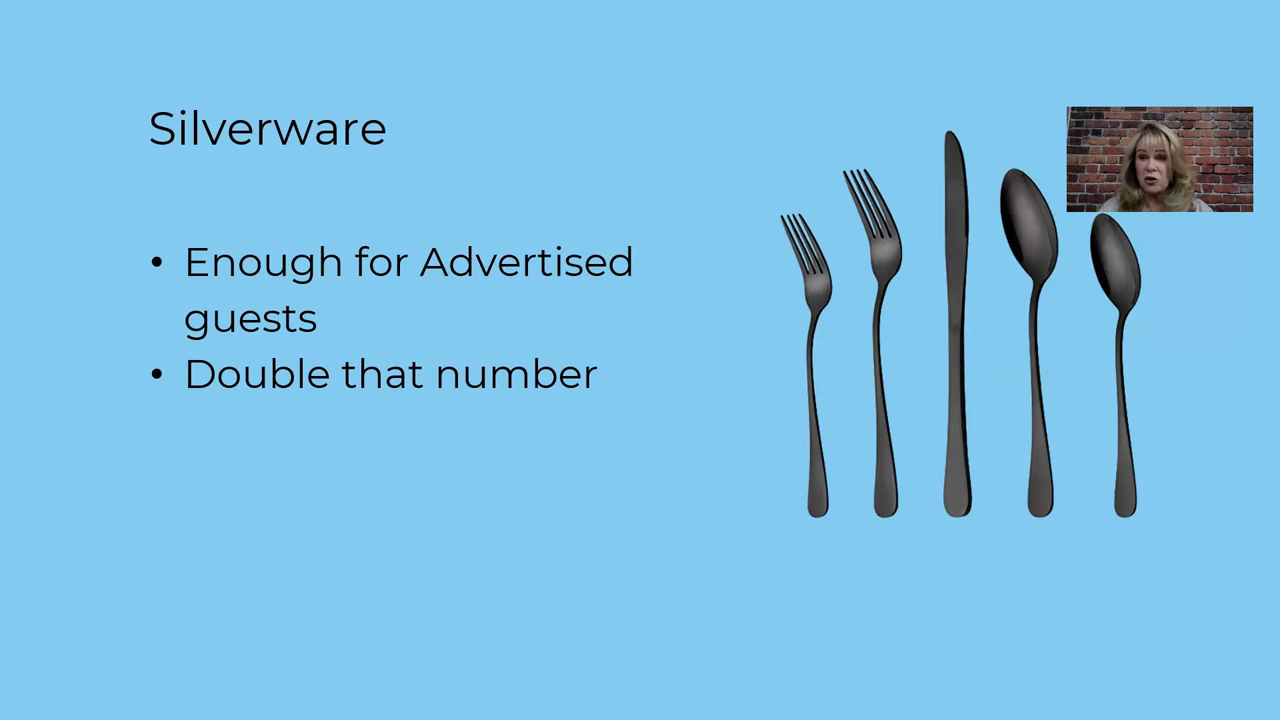 Silverware
• Enough for Advertised
guests
• Double that number